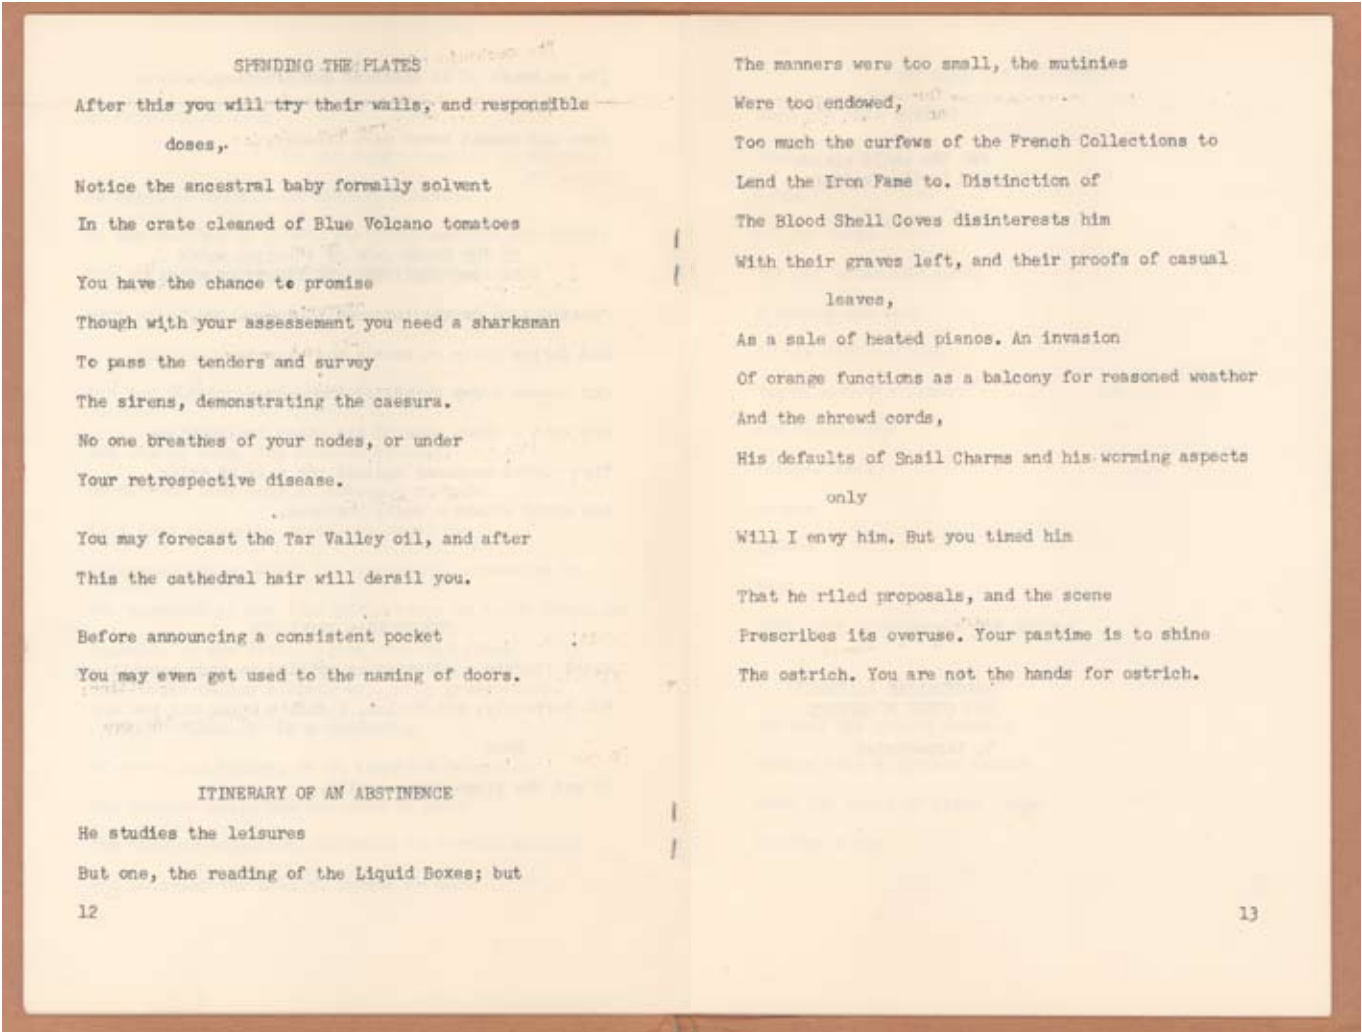 SPENDING THE PLATES
After this you will try their walls, and responsible
doses,.
Notice the ancestral baby formally solvent
In the crate cleaned of Blue Volcano tomatoes
You have the chance to promise
Though with your assessement you need a sharksman
To pass the tenders and survey
The sirens, demonstrating the caesura.
No one breathes of your nodes, or under
Your retrospective disease.
You may forecast the Tar Valley oil, and after
This the cathedral hair will derail you.
Before announcing a consistent pocket
You may even get used to the naming of doors.
ITINERARY OF AN ABSTINENCE
He studies the leisures
But one, the reading of the Liquid Boxes; but
12
The manners were too small, the mutinies
Were too endowed,
Too much the curfews of the French Collections to
Lend the Iron Fame to. Distinction of
The Blood Shell Coves disinterests him
With their graves left, and their proofs of casual
leaves,
As a sale of heated pianos. An invasion
Of orange functions as a balcony for reasoned weather
And the shrewd cords,
His defaults of Snail Charms and his worming aspects
only
Will I envy him. But you timed him
That he riled proposals, and the scene
Prescribes its overuse. Your pastime is to shine
The ostrich. You are not the hands for ostrich.
13